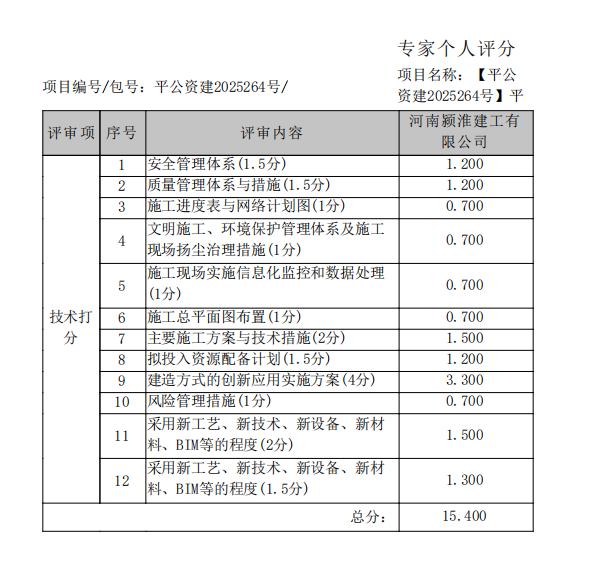 专家个人评分
项目编号/包号: 平公资建2025264号/
项目名称: 【平公
资建2025264号】平
评审项 序号 评审内容 河南颍淮建工有
限公司
技术打
分
1 安全管理体系(1.5分) 1.200
2 质量管理体系与措施(1.5分) 1.200
3 施工进度表与网络计划图(1分) 0.700
4 文明施工、环境保护管理体系及施工
现场扬尘治理措施(1分) 0.700
5 施工现场实施信息化监控和数据处理
(1分) 0.700
6 施工总平面图布置(1分) 0.700
7 主要施工方案与技术措施(2分) 1.500
8 拟投入资源配备计划(1.5分) 1.200
9 建造方式的创新应用实施方案(4分) 3.300
10 风险管理措施(1分) 0.700
11 采用新工艺、新技术、新设备、新材
料、BIM等的程度(2分) 1.500
12 采用新工艺、新技术、新设备、新材
料、BIM等的程度(1.5分) 1.300
总分: 15.400